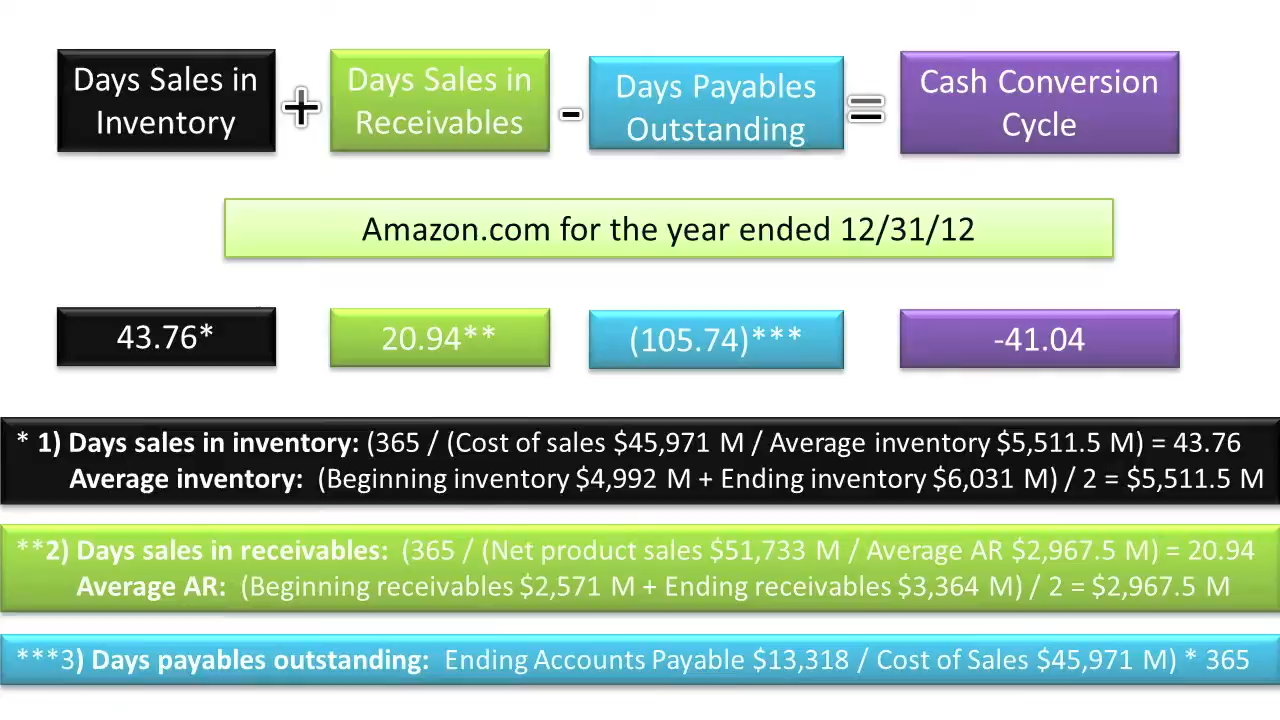 Days Sales in
Inventory
+
Days Sales in
Receivables
-
Days Payables
Outstanding
=
Cash Conversion
Cycle
Amazon.com for the year ended 12/31/12
43.76*
20.94**
(105.74)***
-41.04
* 1) Days sales in inventory: (365 / (Cost of sales $45,971 M / Average inventory $5,511.5 M) = 43.76
Average inventory: (Beginning inventory $4,992 M + Ending inventory $6,031 M) / 2 = $5,511.5 M
**2) Days sales in receivables: (365 / (Net product sales $51,733 M / Average AR $2,967.5 M) = 20.94
Average AR: (Beginning receivables $2,571 M + Ending receivables $3,364 M) / 2 = $2,967.5 M
***3) Days payables outstanding: Ending Accounts Payable $13,318 / Cost of Sales $45,971 M) * 365